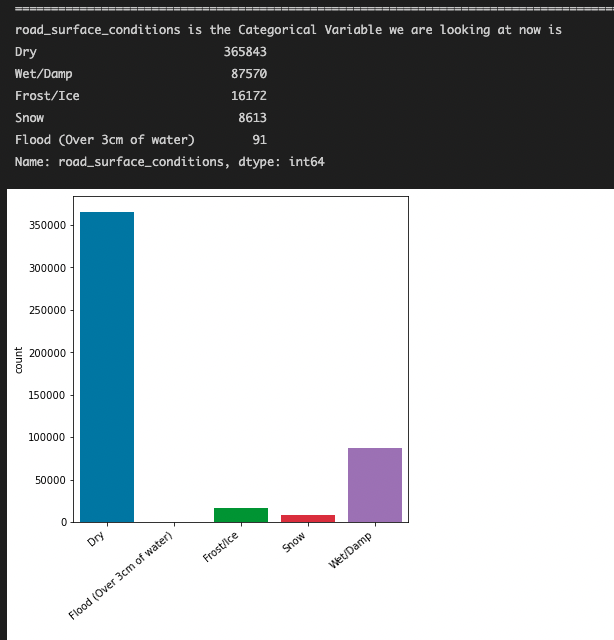 road_surface_conditions is the Categorical Variable we are looking at now is
Dry 365843
Wet/Damp 87570
Frost/Ice 16172
Snow 8613
Flood (Over 3cm of water) 91
Name: road_surface_conditions, dtype: int64
350000
300000
250000
200000
150000
100000
50000
0
count
Dry
Flood (Over 3cm of water)
Frost/Ice
Snow
Wet/Damp